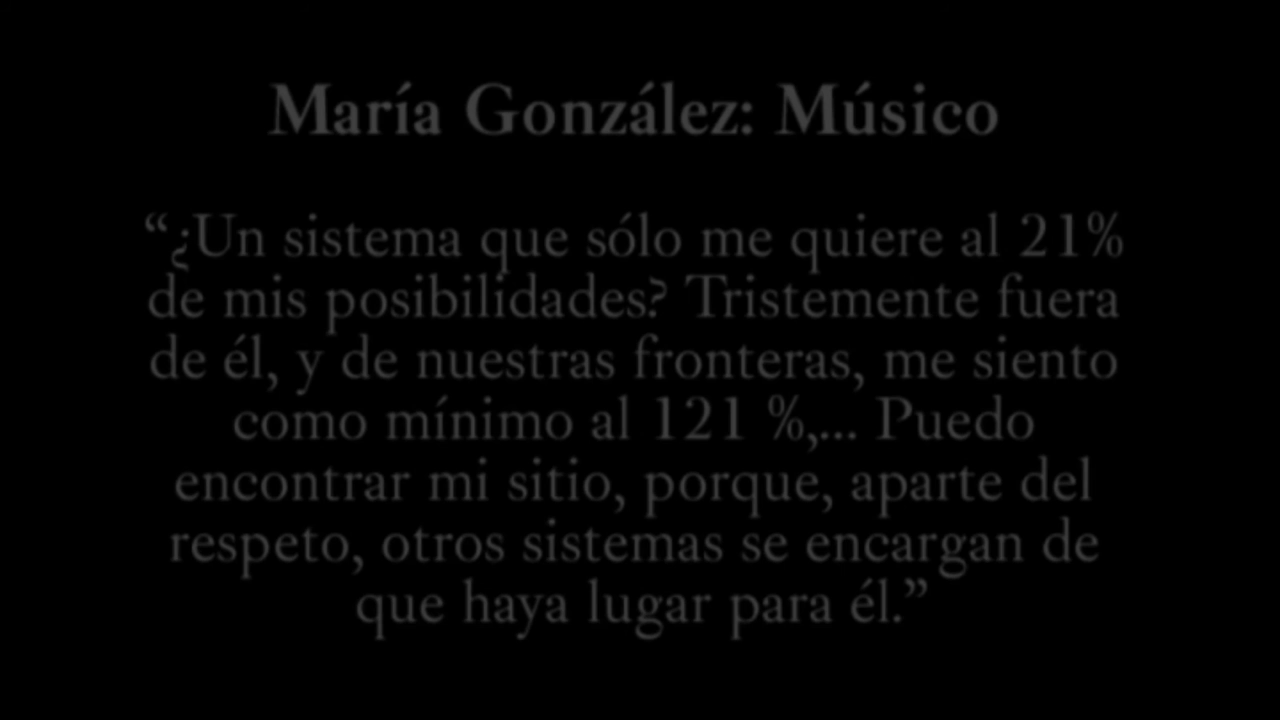 María González: Músico
“¿Un sistema que sólo me quiere al 21%
de mis posibilidades? Tristemente fuera
de él, y de nuestras fronteras, me siento
como mínimo al 121 %,... Puedo
encontrar mi sitio, porque, aparte del
respeto, otros sistemas se encargan de
que haya lugar para él.”